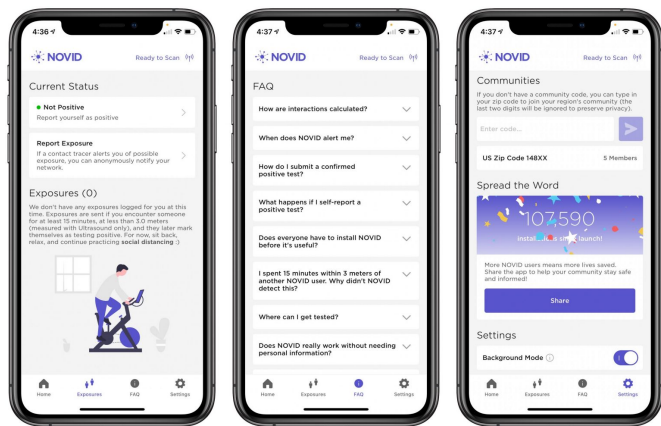 4:36
NOVID
Ready to Scan
Current Status
Not Positive
Report yourself as positive
Report Exposure
If a contact tracer alerts you of possible
exposure, you can anonymously notify your
network.
Exposures (0)
We don't have any exposures logged for you at this
time. Exposures are sent if you encounter someone
for at least 15 minutes, at less than 3.0 meters
(measured with Ultrasound only), and they later mark
themselves as testing positive. For now, sit back,
relax, and continue practicing social distancing :)
Home
Exposures
FAQ
Settings
4:37
NOVID
Ready to Scan
FAQ
How are interactions calculated?
When does NOVID alert me?
How do I submit a confirmed
positive test?
What happens if I self-report a
positive test?
Does everyone have to install NOVID
before it's useful?
I spent 15 minutes within 3 meters of
another NOVID user. Why didn't NOVID
detect this?
Where can I get tested?
Does NOVID really work without needing
personal information?
Home
Exposures
FAQ
Settings
4:37
NOVID
Ready to Scan
Communities
If you don't have a community code, you can type in
your zip code to join your region's community (the
last two digits will be ignored to preserve privacy).
Enter code...
US Zip Code 148XX
5 Members
Spread the Word
107,590
launch!
More NOVID users means more lives saved.
Share the app to help your community stay safe
and informed!
Share
Settings
Background Mode
Home
Exposures
FAQ
Settings